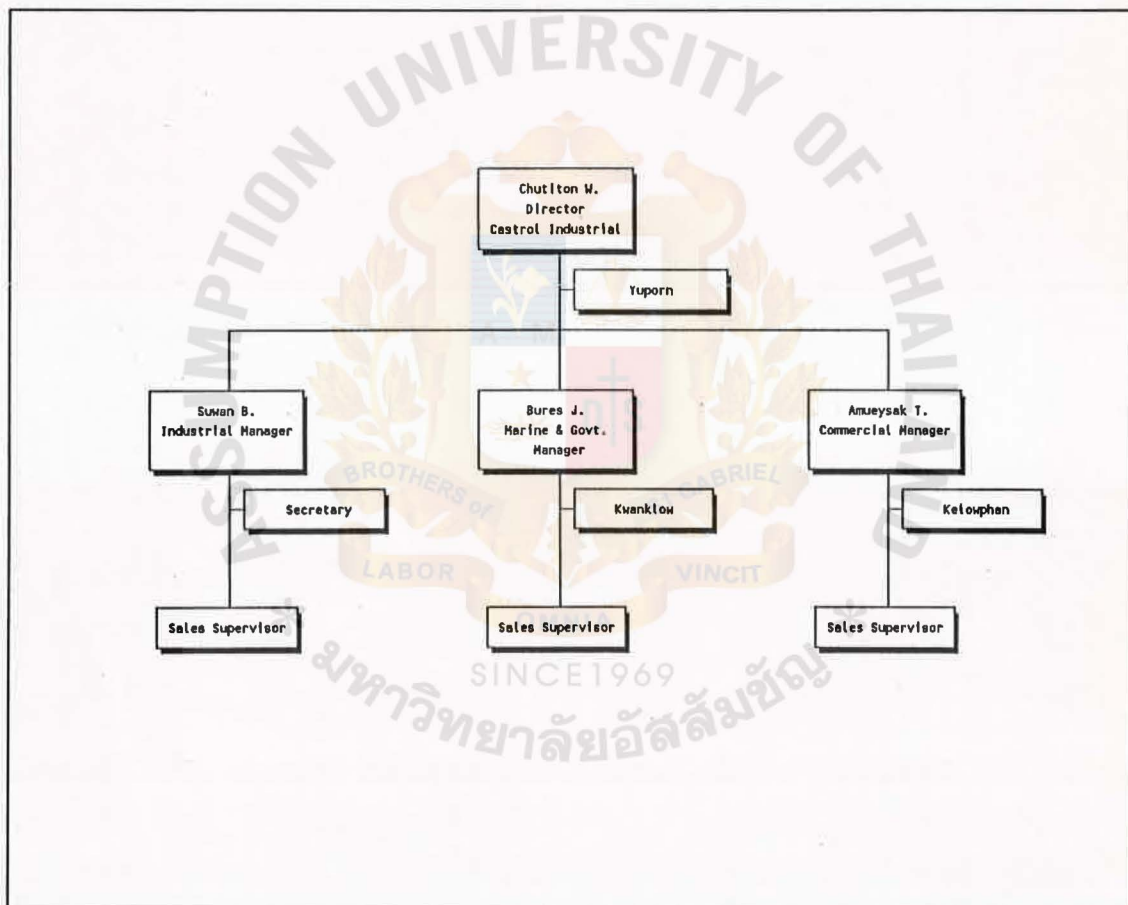 ASSUMPTION UNIVERSITY OF THAILAND
Chutiton W.
Director
Castrol Industrial
Yuporn
A
Suwan B.
Industrial Manager
Bures J.
Marine & Govt.
Manager
Amueysak T.
Commercial Manager
D S
BROTHERS of
GABRIEL
Secretary
Kwanklow
Kelowphan
LABOR
VINCIT
OMNIA
Sales Supervisor
Sales Supervisor
Sales Supervisor
SINCE1969
* มหาวิทยาลัยอัสสัมชัญ *